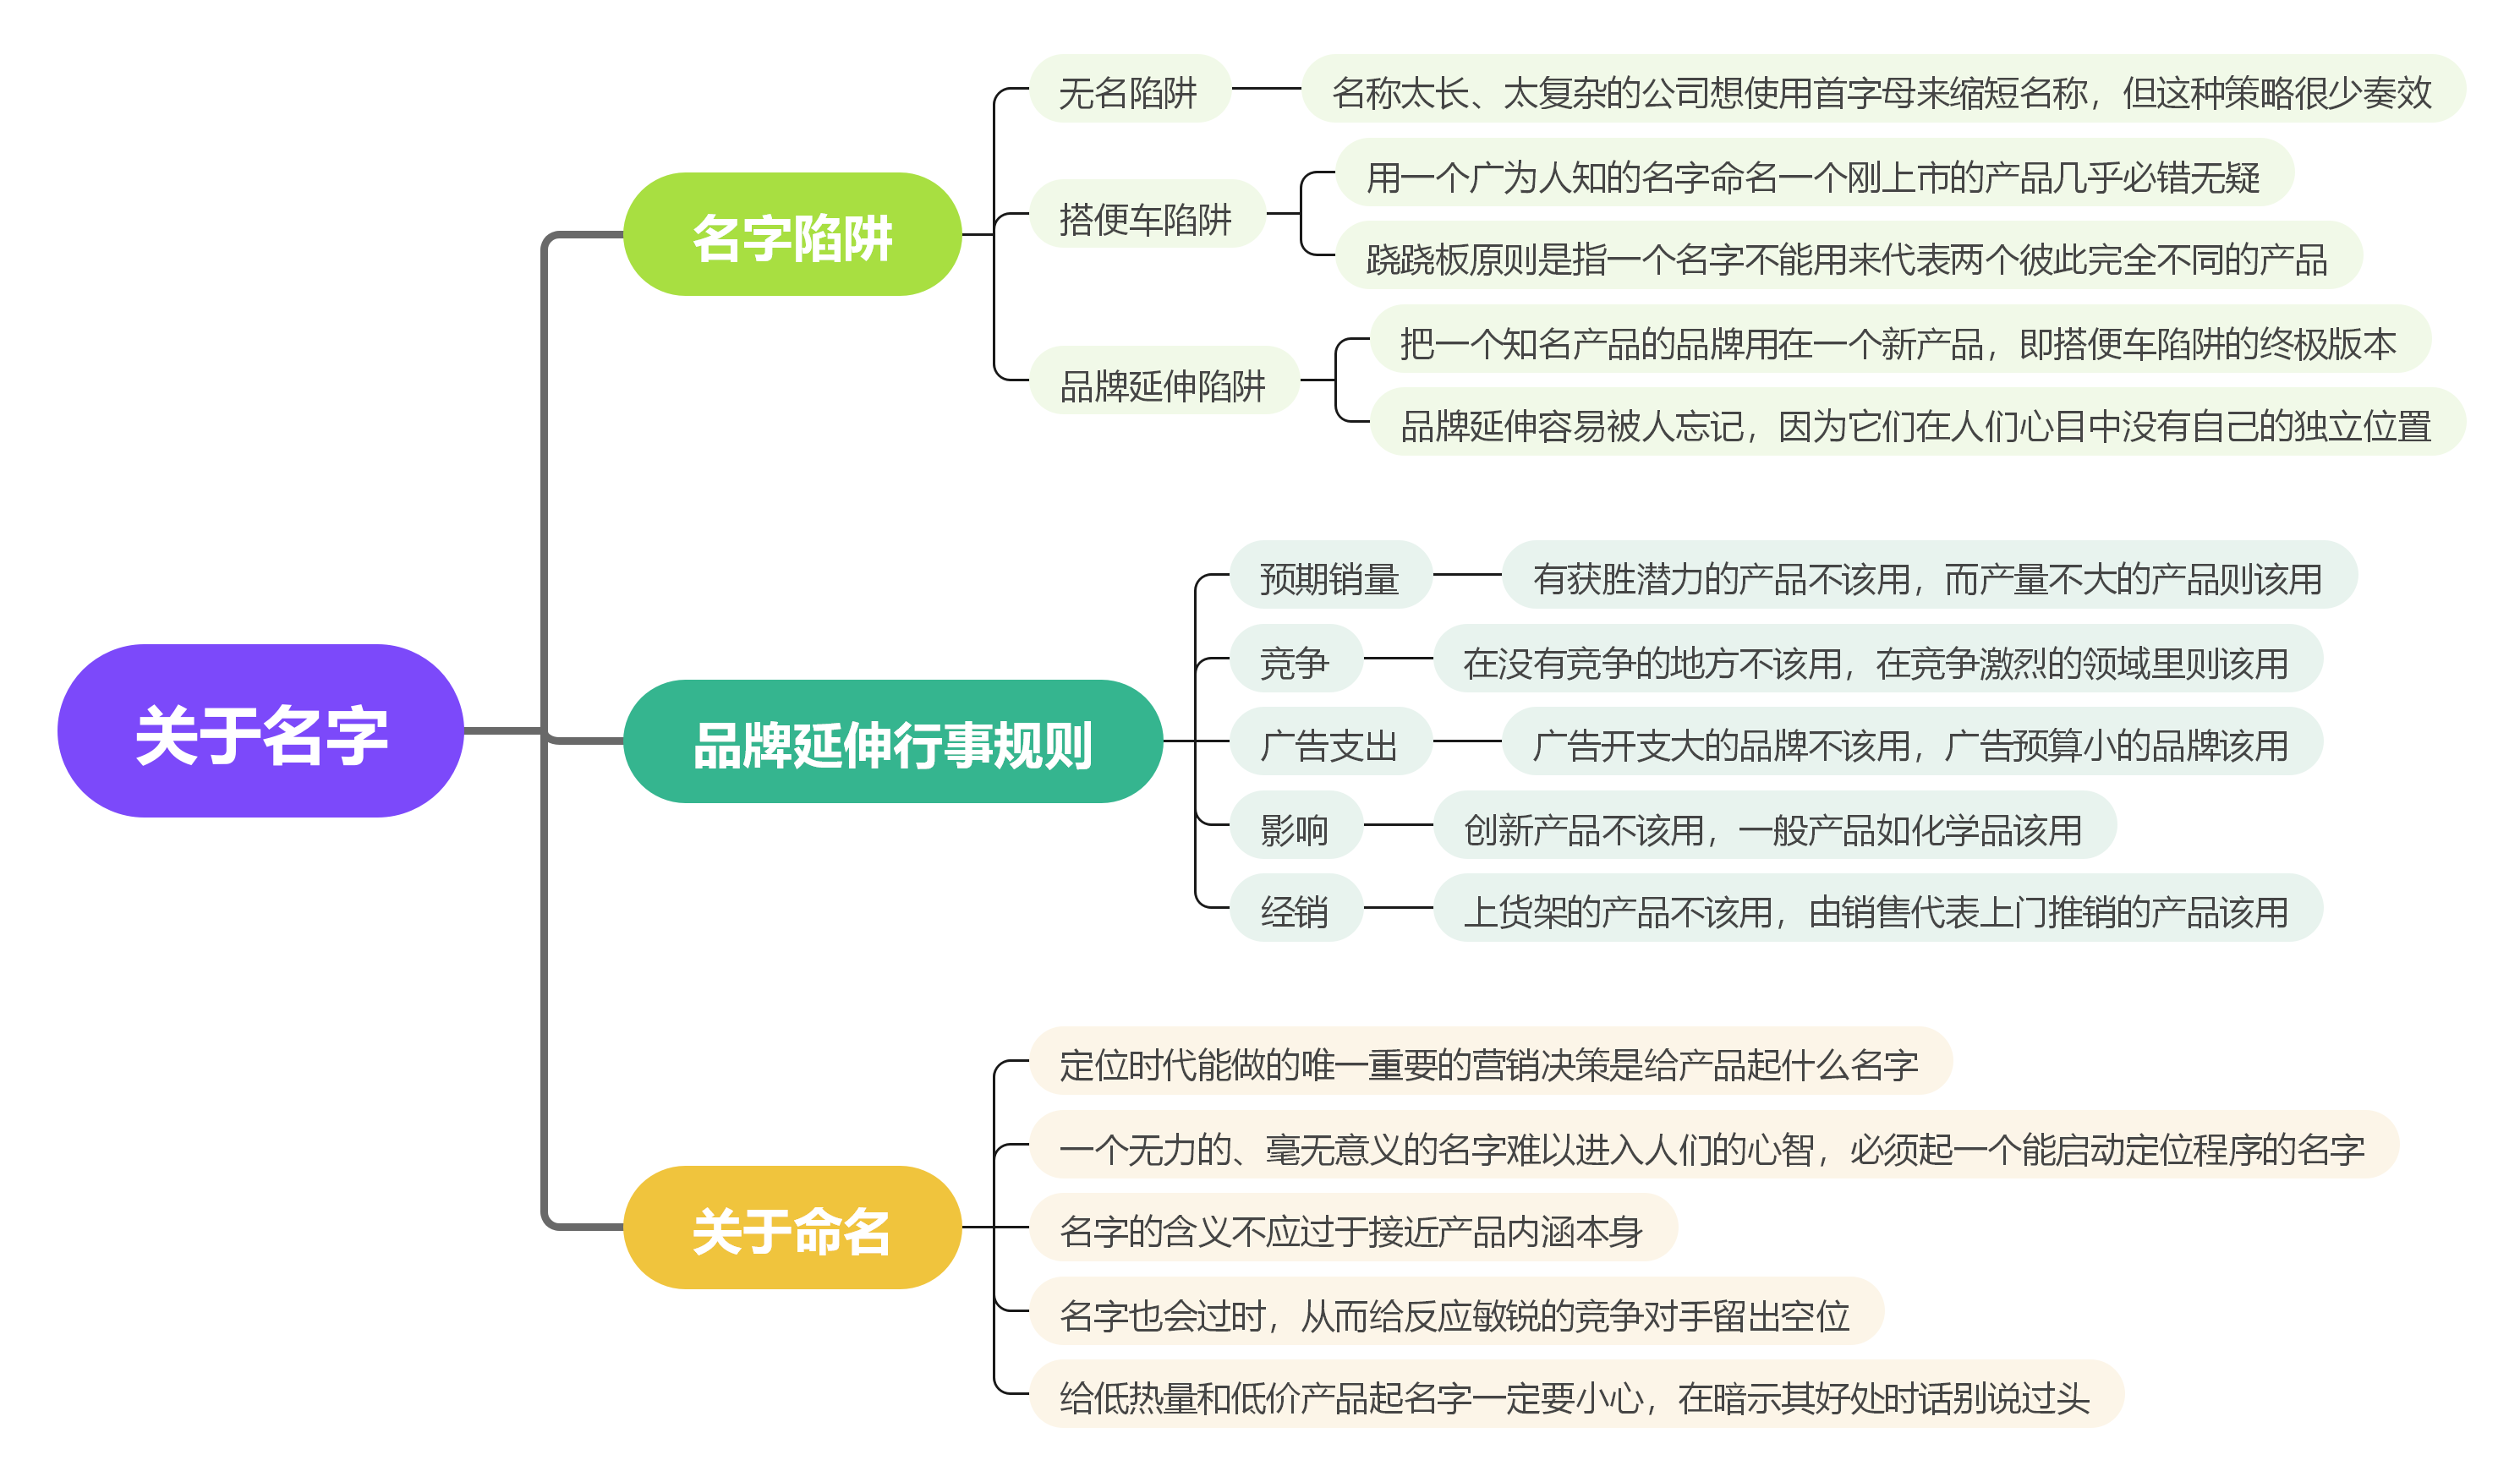 关于名字
名字陷阱
无名陷阱
名称太长、太复杂的公司想使用首字母来缩短名称，但这种策略很少奏效
搭便车陷阱
用一个广为人知的名字命名一个刚上市的产品几乎必错无疑
跷跷板原则是指一个名字不能用来代表两个彼此完全不同的产品
品牌延伸陷阱
把一个知名产品的品牌用在一个新产品，即搭便车陷阱的终极版本
品牌延伸容易被人忘记，因为它们在人们心目中没有自己的独立位置
品牌延伸行事规则
预期销量
有获胜潜力的产品不该用，而产量不大的产品则该用
竞争
在没有竞争的地方不该用，在竞争激烈的领域里则该用
广告支出
广告开支大的品牌不该用，广告预算小的品牌该用
影响
创新产品不该用，一般产品如化学品该用
经销
上货架的产品不该用，由销售代表上门推销的产品该用
关于命名
定位时代能做的唯一重要的营销决策是给产品起什么名字
一个无力的、毫无意义的名字难以进入人们的心智，必须起一个能启动定位程序的名字
名字的含义不应过于接近产品内涵本身
名字也会过时，从而给反应敏锐的竞争对手留出空位
给低热量和低价产品起名字一定要小心，在暗示其好处时话别说过头